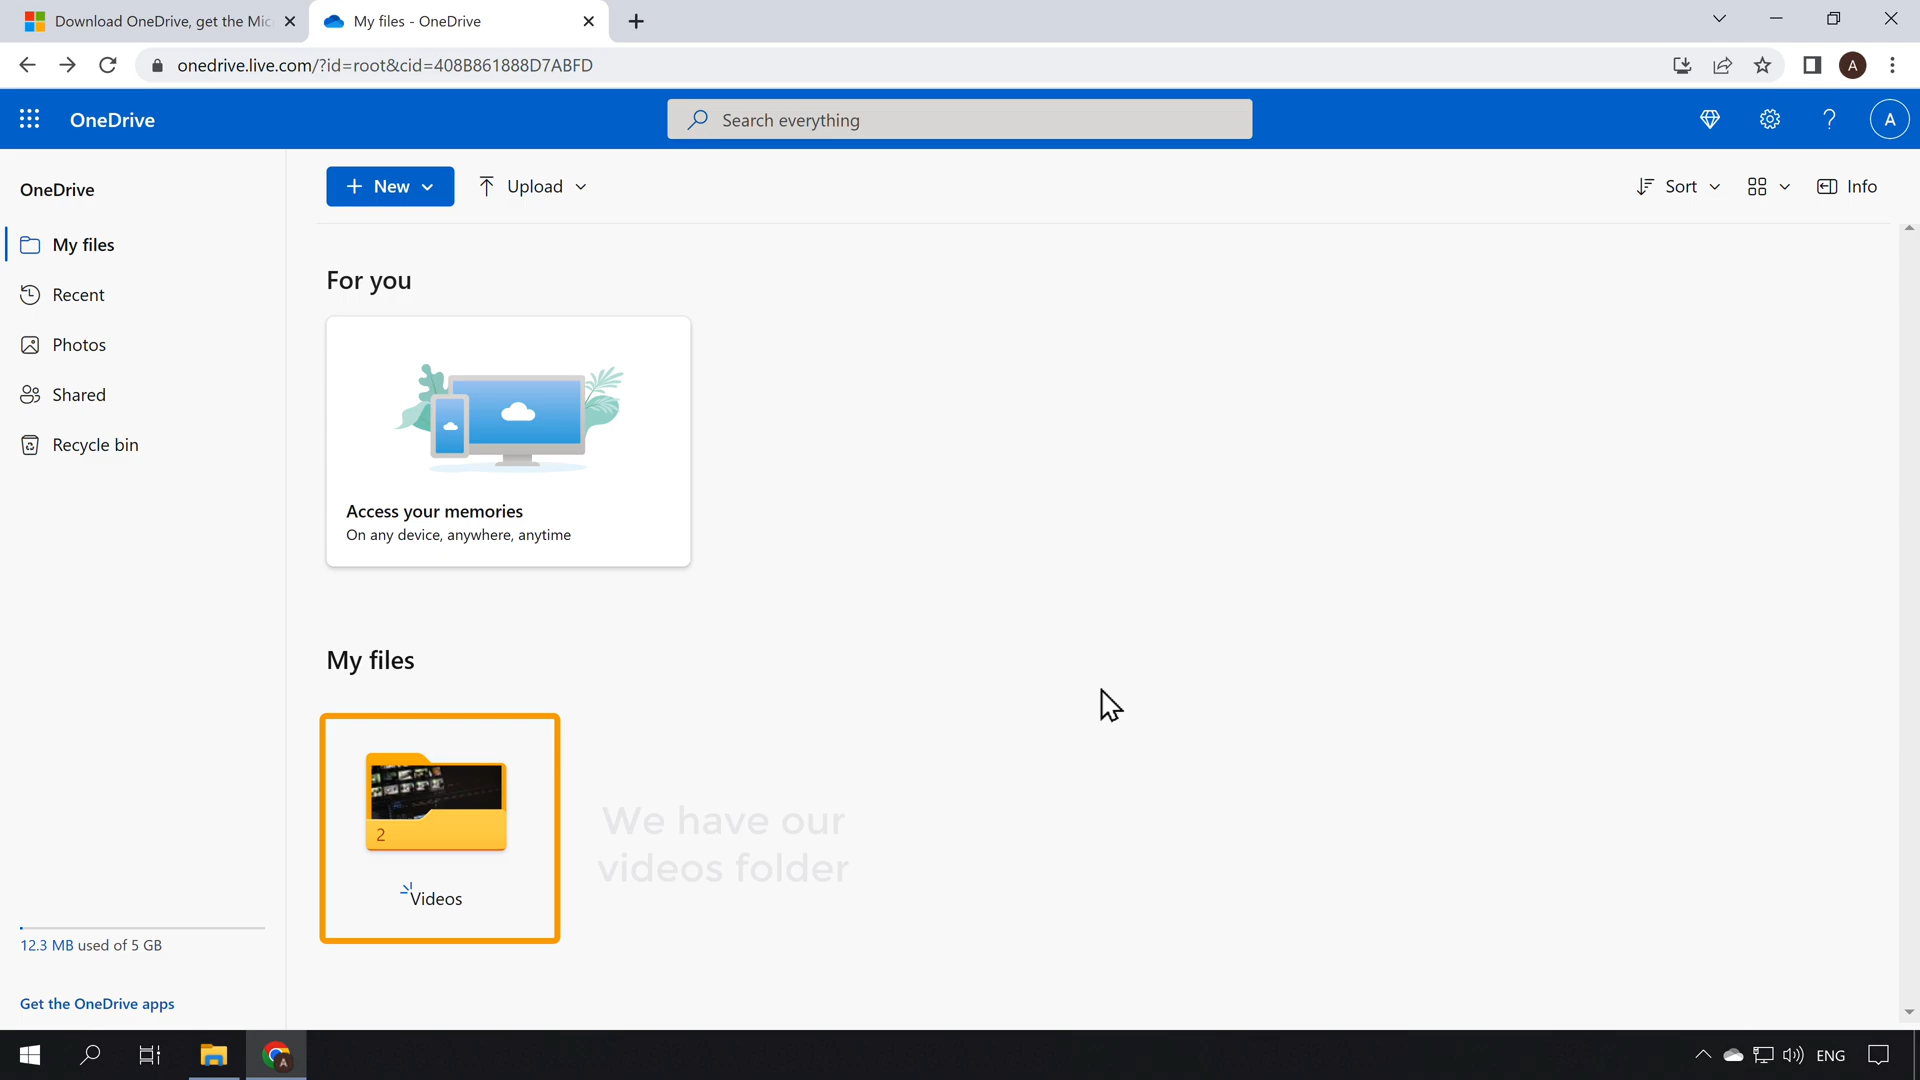 Download OneDrive, get the Mic
My files - OneDrive
onedrive.live.com/?id=root&cid=408B861888D7ABFD
A
OneDrive
Search everything
A
OneDrive
New
Upload
Sort
Info
My files
Recent
Photos
Shared
Recycle bin
For you
Access your memories
On any device, anywhere, anytime
My files
2
Videos
We have our
videos folder
12.3 MB used of 5 GB
Get the OneDrive apps
A
ENG